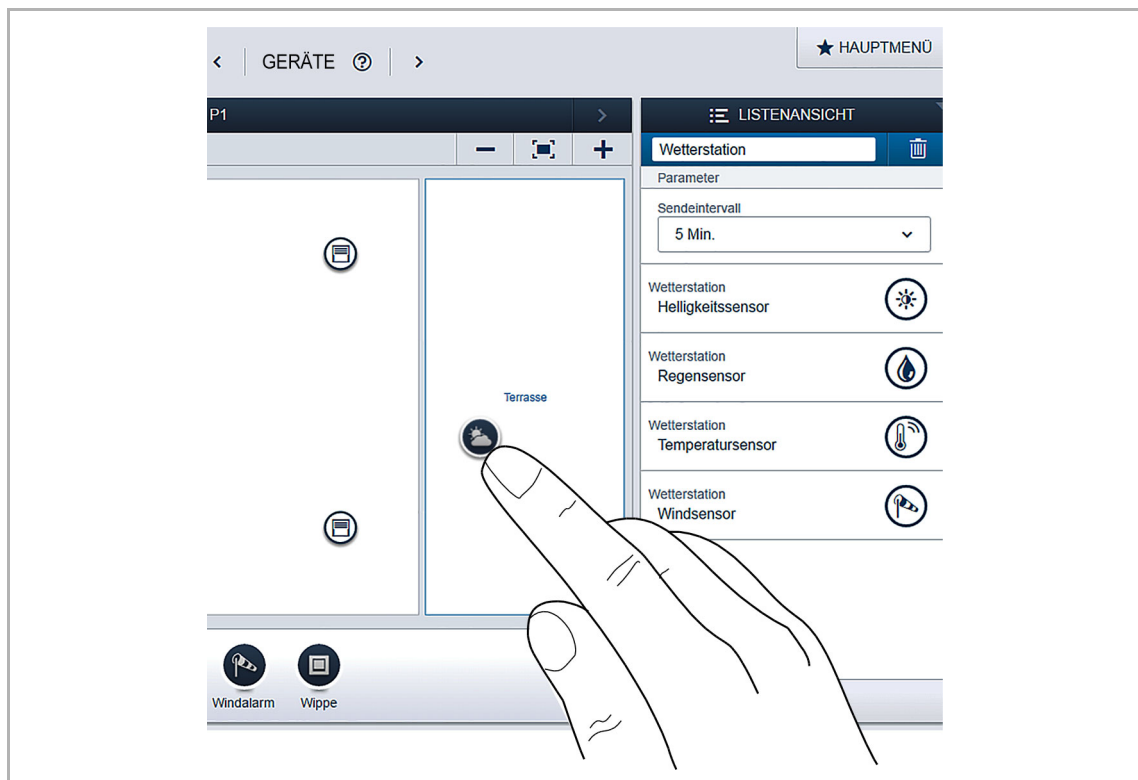 GERÄTE
HAUPTMENÜ
P1
LISTENANSICHT
Wetterstation
Parameter
Sendeintervall
5 Min.
Wetterstation
Helligkeitssensor
Wetterstation
Regensensor
Terrasse
Wetterstation
Temperatursensor
Wetterstation
Windsensor
Windalarm
Wippe